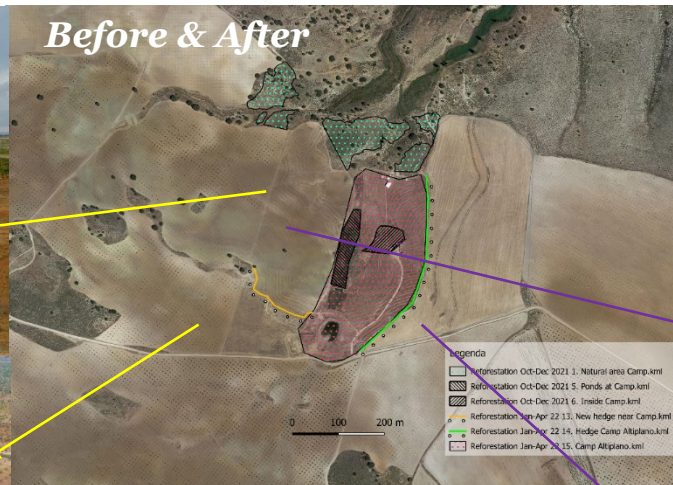 Before & After
Legenda
Reforestation Oct-Dec 2021 1. Natural area Camp.kml
Reforestation Oct-Dec 2021 5. Ponds at Camp.kml
Reforestation Oct-Dec 2021 6. Inside Camp.kml
Reforestation Jan-Apr 22 13. New hedge near Camp.kml
Reforestation Jan-Apr 22 14. Hedge Camp Altiplano.kml
Reforestation Jan-Apr 22 15. Camp Altiplano.kml
0 100 200 m